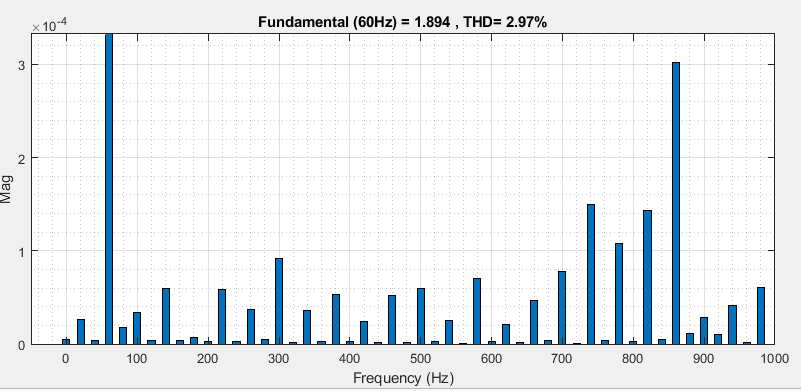 Fundamental (60Hz) = 1.894 , THD= 2.97%
×10-4
3
2
1
0
Mag
0 100 200 300 400 500 600 700 800 900 1000
Frequency (Hz)